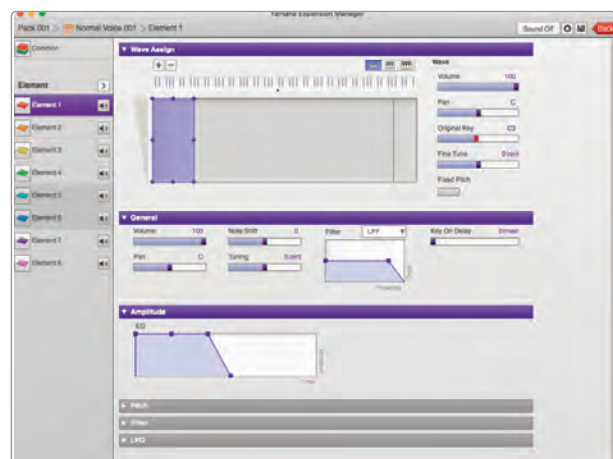 Yamaha Expansion Manager
Pack 001 > Normal Voice 001 > Element 1
Sound Off
Back
Common
Element
Element 1
Element 2
Element 3
Element 4
Element 5
Element 6
Element 7
Element 8
Wave Assign
Wave
Volume 100
Pan C
Original Key C3
Fine Tune 0cent
Fixed Pitch
General
Volume 100
Note Shift 0
Filter LPF
Key On Delay 0msec
Pan C
Tuning 0cent
Frequency
Amplitude
EG
Time
Pitch
Filter
LFO